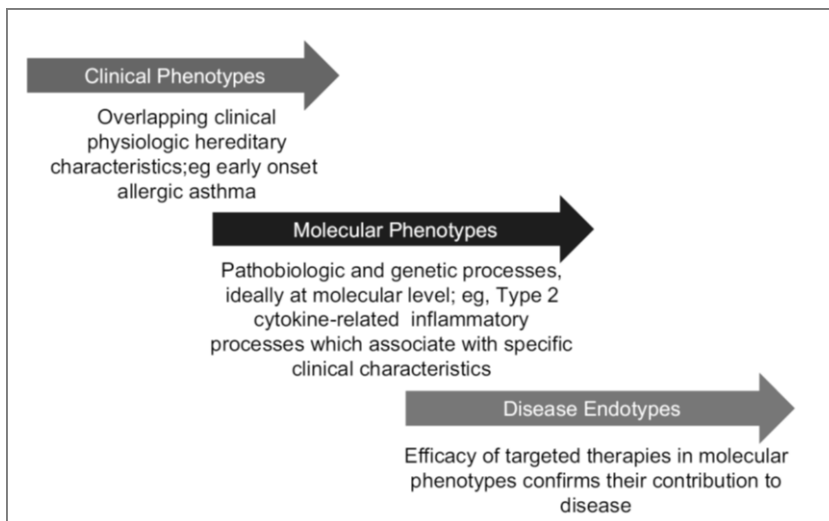 Clinical Phenotypes
Overlapping clinical
physiologic hereditary
characteristics;eg early onset
allergic asthma
Molecular Phenotypes
Pathobiologic and genetic processes,
ideally at molecular level; eg, Type 2
cytokine-related inflammatory
processes which associate with specific
clinical characteristics
Disease Endotypes
Efficacy of targeted therapies in molecular
phenotypes confirms their contribution to
disease